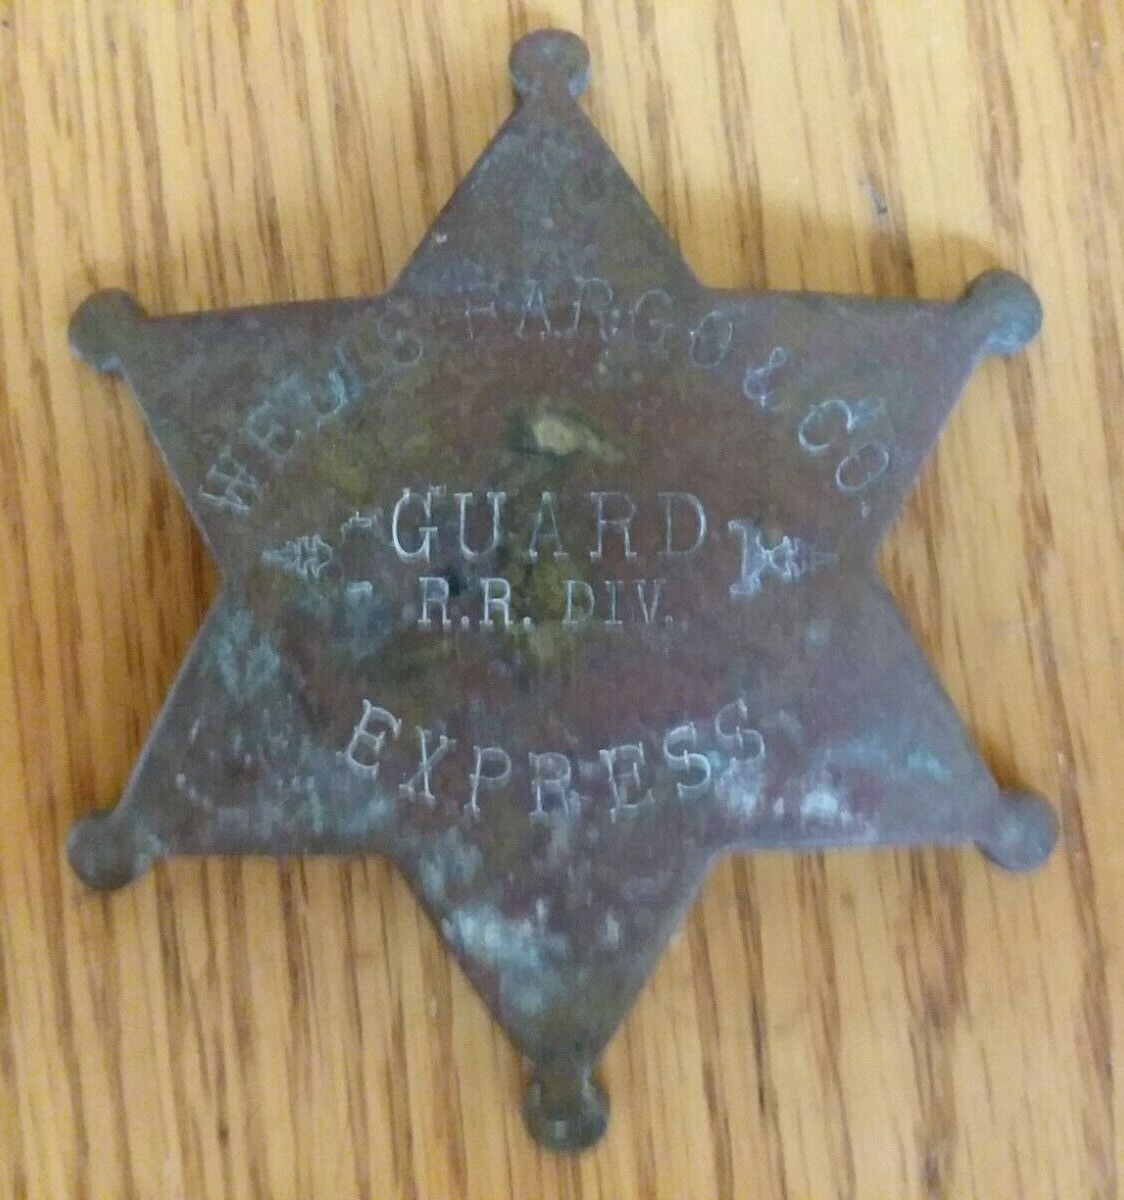 WELLS FARGO & CO.
GUARD
R.R. DIV.
EXPRESS